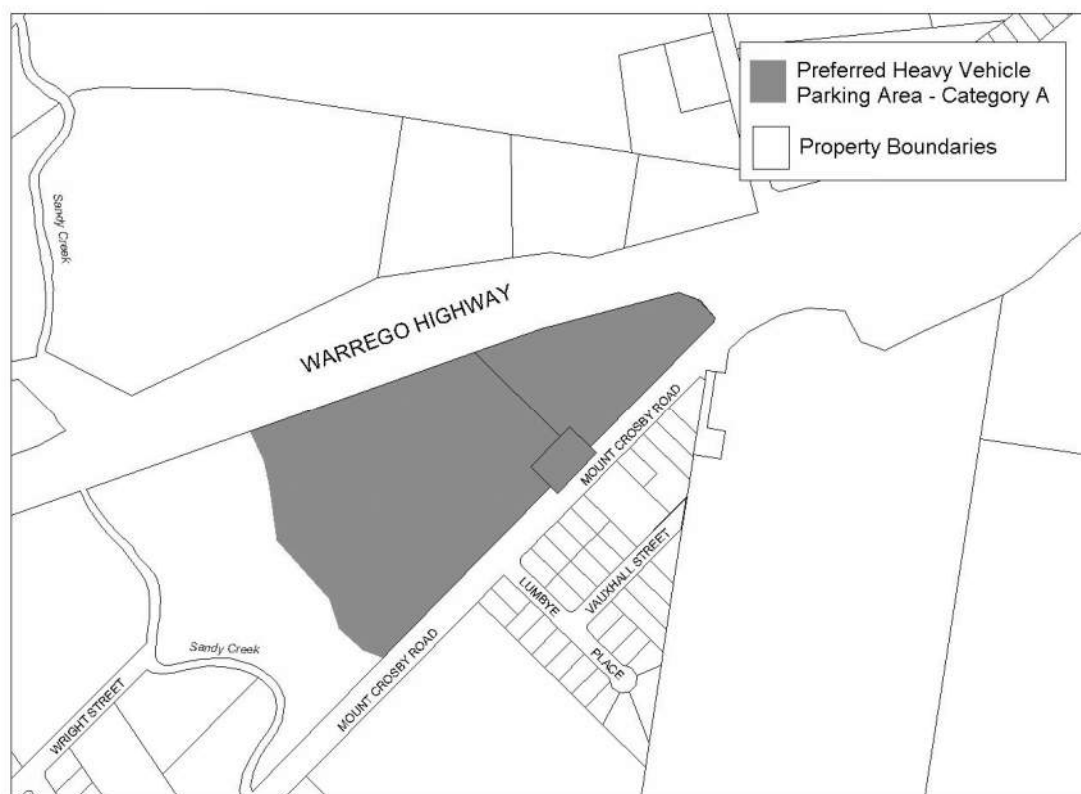 Preferred Heavy Vehicle
Parking Area - Category A
Property Boundaries
Sandy Creek
WARREGO HIGHWAY
MOUNT CROSBY ROAD
VAUXHALL STREET
LUMBYE
PLACE
MOUNT CROSBY ROAD
Sandy Creek
WRIGHT STREET